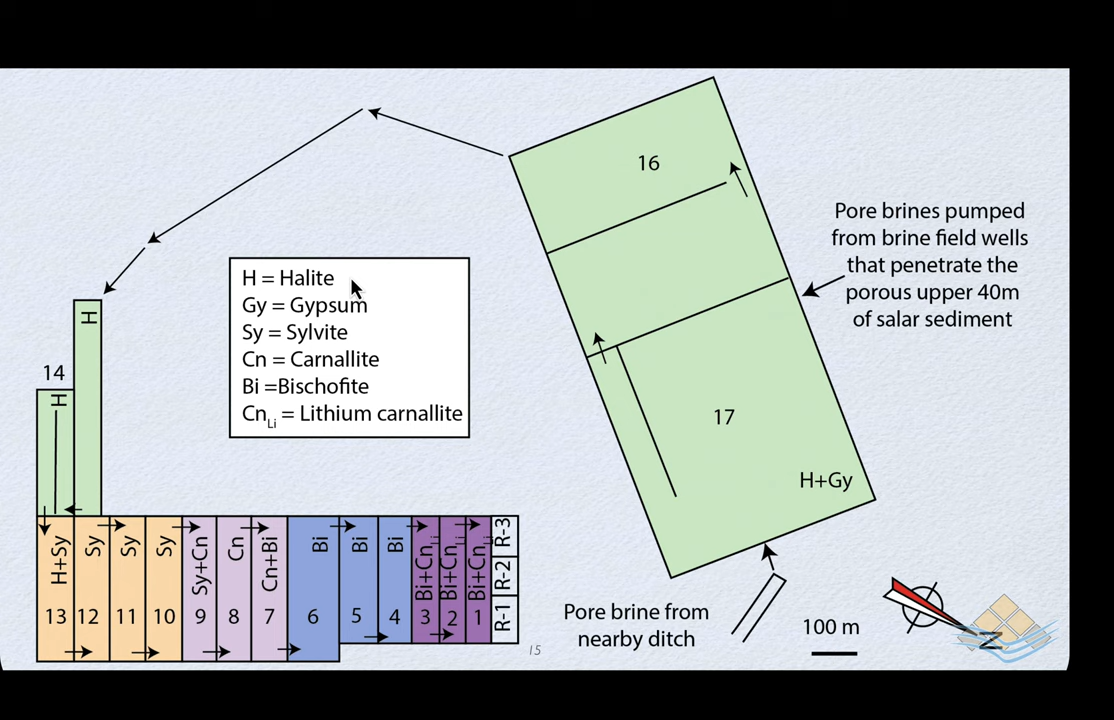 16
Pore brines pumped
from brine field wells
that penetrate the
porous upper 40m
of salar sediment
H = Halite
Gy = Gypsum
Sy = Sylvite
Cn = Carnallite
Bi =Bischofite
CnLi = Lithium carnallite
H
14
H
17
H+Gy
H+Sy
Sy
Sy
Sy
Sy+Cn
Cn
Cn+Bi
Bi
Bi
Bi
Bi+CnLi
Bi+CnLi
Bi+CnLi
R-3
R-2
R-1
13
12
11
10
9
8
7
6
5
4
3
2
1
Pore brine from
nearby ditch
100 m
15
Z